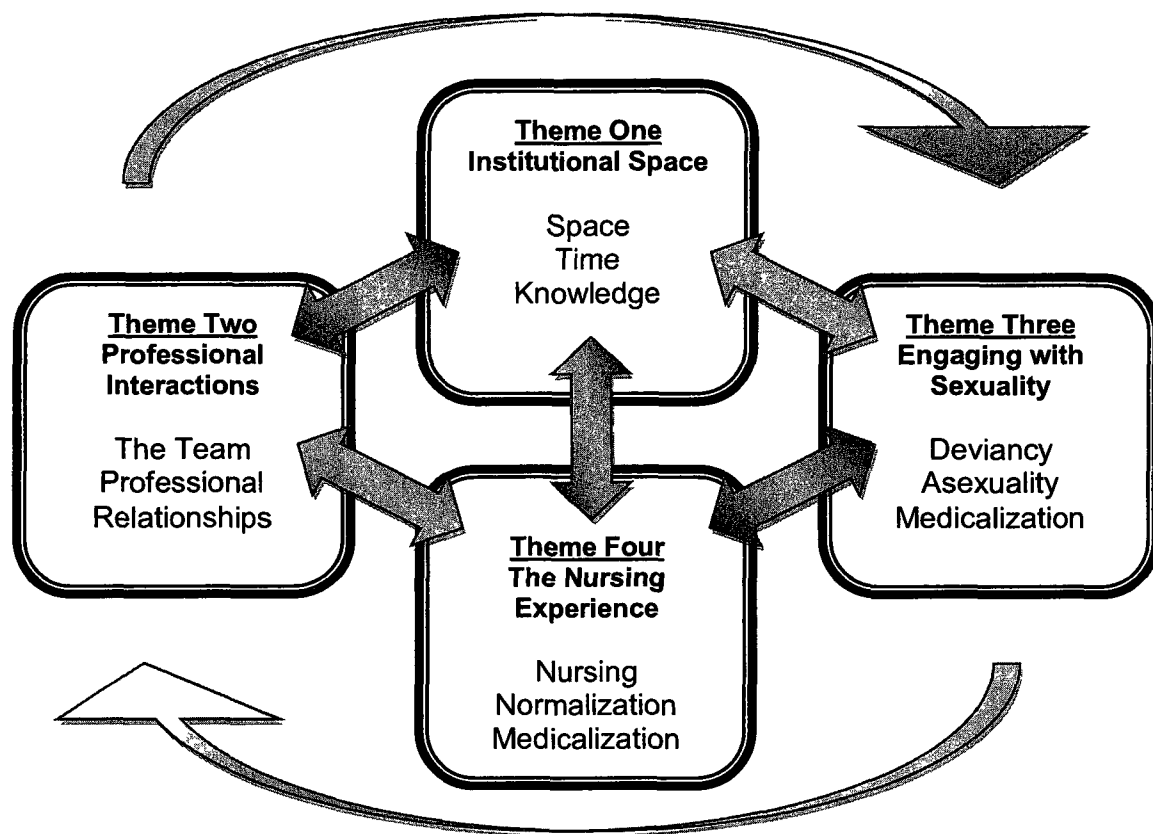 Theme One
Institutional Space
Space
Time
Knowledge
Theme Two
Professional
Interactions
The Team
Professional
Relationships
Theme Three
Engaging with
Sexuality
Deviancy
Asexuality
Medicalization
Theme Four
The Nursing
Experience
Nursing
Normalization
Medicalization